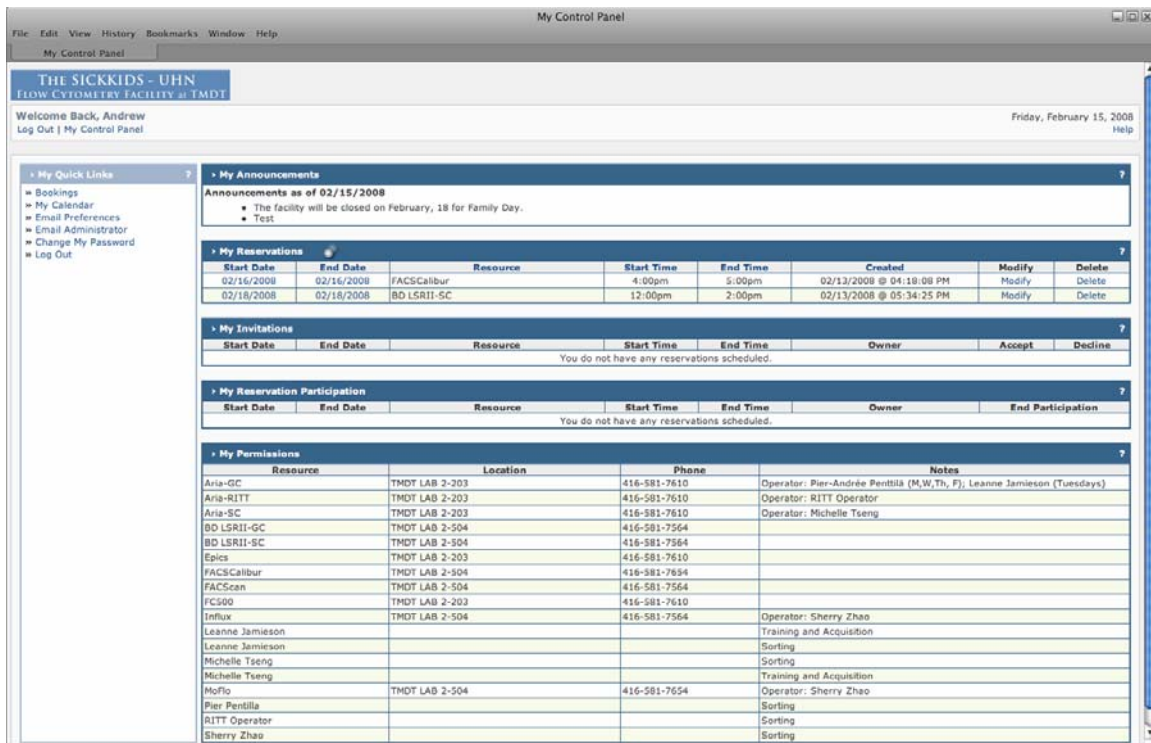 My Control Panel
File Edit View History Bookmarks Window Help
My Control Panel
THE SICKKIDS - UHN
FLOW CYTOMETRY FACILITY at TMDT
Welcome Back, Andrew
Friday, February 15, 2008
Log Out | My Control Panel
Help
› My Quick Links ?
» Bookings
» My Calendar
» Email Preferences
» Email Administrator
» Change My Password
» Log Out
› My Announcements ?
Announcements as of 02/15/2008
• The facility will be closed on February, 18 for Family Day.
• Test
› My Reservations ?
Start Date End Date Resource Start Time End Time Created Modify Delete
02/16/2008 02/16/2008 FACSCalibur 4:00pm 5:00pm 02/13/2008 @ 04:18:08 PM Modify Delete
02/18/2008 02/18/2008 BD LSRII-SC 12:00pm 2:00pm 02/13/2008 @ 05:34:25 PM Modify Delete
› My Invitations ?
Start Date End Date Resource Start Time End Time Owner Accept Decline
You do not have any reservations scheduled.
› My Reservation Participation ?
Start Date End Date Resource Start Time End Time Owner End Participation
You do not have any reservations scheduled.
› My Permissions ?
Resource Location Phone Notes
Aria-GC TMDT LAB 2-203 416-581-7610 Operator: Pier-Andrée Penttilä (M,W,Th, F); Leanne Jamieson (Tuesdays)
Aria-RITT TMDT LAB 2-203 416-581-7610 Operator: RITT Operator
Aria-SC TMDT LAB 2-203 416-581-7610 Operator: Michelle Tseng
BD LSRII-GC TMDT LAB 2-504 416-581-7564
BD LSRII-SC TMDT LAB 2-504 416-581-7564
Epics TMDT LAB 2-203 416-581-7610
FACSCalibur TMDT LAB 2-504 416-581-7654
FACScan TMDT LAB 2-504 416-581-7564
FC500 TMDT LAB 2-203 416-581-7610
Influx TMDT LAB 2-504 416-581-7564 Operator: Sherry Zhao
Leanne Jamieson Training and Acquisition
Leanne Jamieson Sorting
Michelle Tseng Sorting
Michelle Tseng Training and Acquisition
MoFlo TMDT LAB 2-504 416-581-7654 Operator: Sherry Zhao
Pier Pentilla Sorting
RITT Operator Sorting
Sherry Zhao Sorting